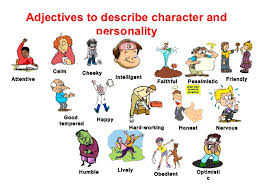 Adjectives to describe character and
personality
Attentive
Calm
Cheeky
Intelligent
Faithful
Pessimistic
Friendly
Good
tempered
Happy
Hard-working
Honest
Nervous
Humble
Lively
Obedient
Optimisti
c